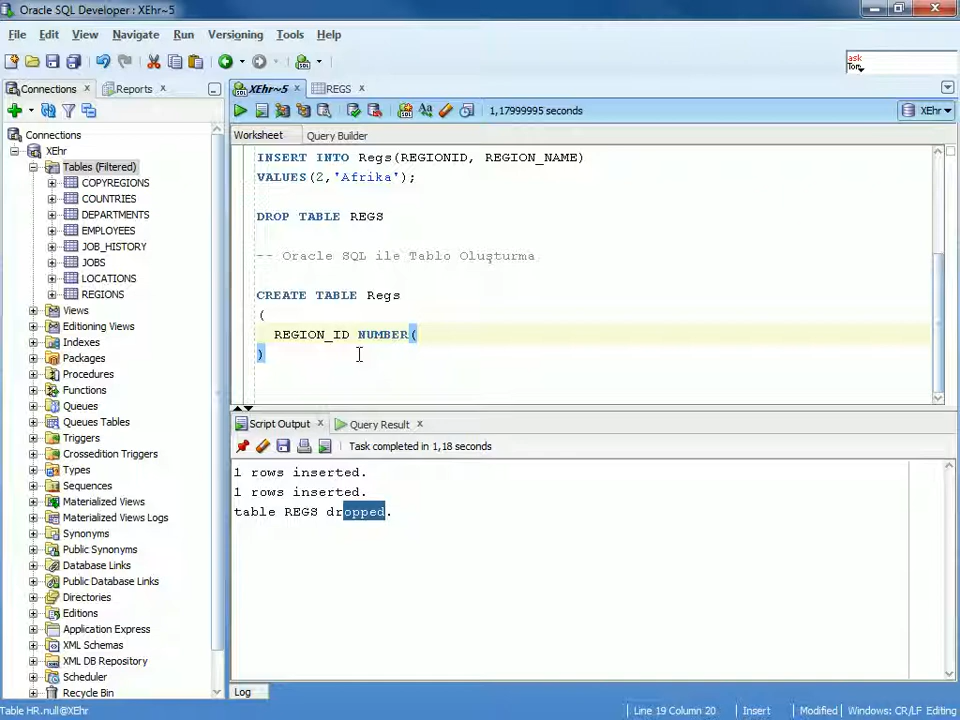 Oracle SQL Developer : XEhr~5
File Edit View Navigate Run Versioning Tools Help
ask
Tom
Connections Reports XEhr~5 REGS
1,17999995 seconds XEhr
Worksheet Query Builder
Connections
XEhr
Tables (Filtered)
COPYREGIONS
COUNTRIES
DEPARTMENTS
EMPLOYEES
JOB_HISTORY
JOBS
LOCATIONS
REGIONS
Views
Editioning Views
Indexes
Packages
Procedures
Functions
Queues
Queues Tables
Triggers
Crossedition Triggers
Types
Sequences
Materialized Views
Materialized Views Logs
Synonyms
Public Synonyms
Database Links
Public Database Links
Directories
Editions
Application Express
XML Schemas
XML DB Repository
Scheduler
Recycle Bin
INSERT INTO Regs(REGIONID, REGION_NAME)
VALUES(2,'Afrika');
DROP TABLE REGS
-- Oracle SQL ile Tablo Oluşturma
CREATE TABLE Regs
(
REGION_ID NUMBER(
)
Script Output Query Result
Task completed in 1,18 seconds
1 rows inserted.
1 rows inserted.
table REGS dropped.
Log
Table HR.null@XEhr Line 19 Column 20 Insert Modified Windows: CR/LF Editing